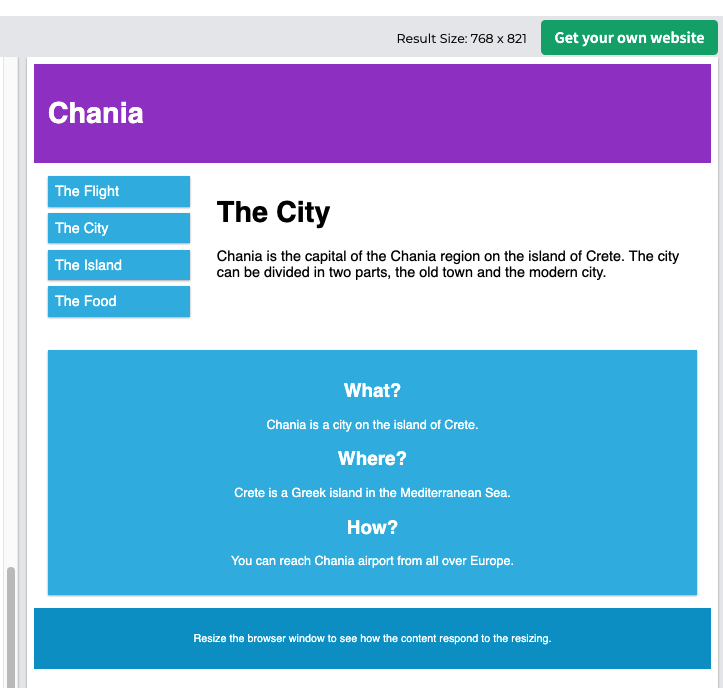 Result Size: 768 x 821
Get your own website
Chania
The Flight
The City
The Island
The Food
The City
Chania is the capital of the Chania region on the island of Crete. The city
can be divided in two parts, the old town and the modern city.
What?
Chania is a city on the island of Crete.
Where?
Crete is a Greek island in the Mediterranean Sea.
How?
You can reach Chania airport from all over Europe.
Resize the browser window to see how the content respond to the resizing.